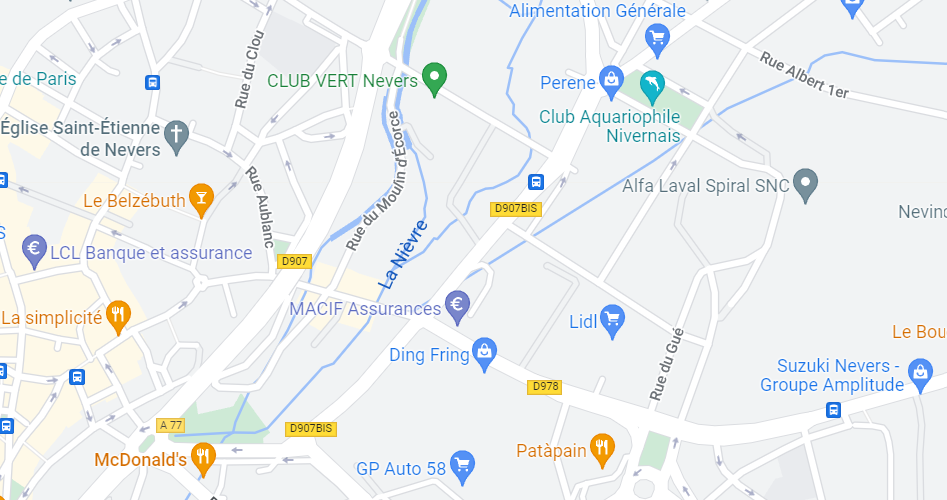 Alimentation Générale
Rue du Clou
e de Paris
CLUB VERT Nevers
Perene
Rue Albert 1er
Club Aquariophile
Nivernais
Église Saint-Étienne
de Nevers
Rue du Moulin d'Écorce
Rue Aublanc
Alfa Laval Spiral SNC
Le Belzébuth
D907BIS
Nevind
S
LCL Banque et assurance
D907
La Nièvre
MACIF Assurances
La simplicité
Lidl
Le Bou
Rue du Gué
Ding Fring
D978
Suzuki Nevers -
Groupe Amplitude
A 77
D907BIS
McDonald's
Patàpain
GP Auto 58